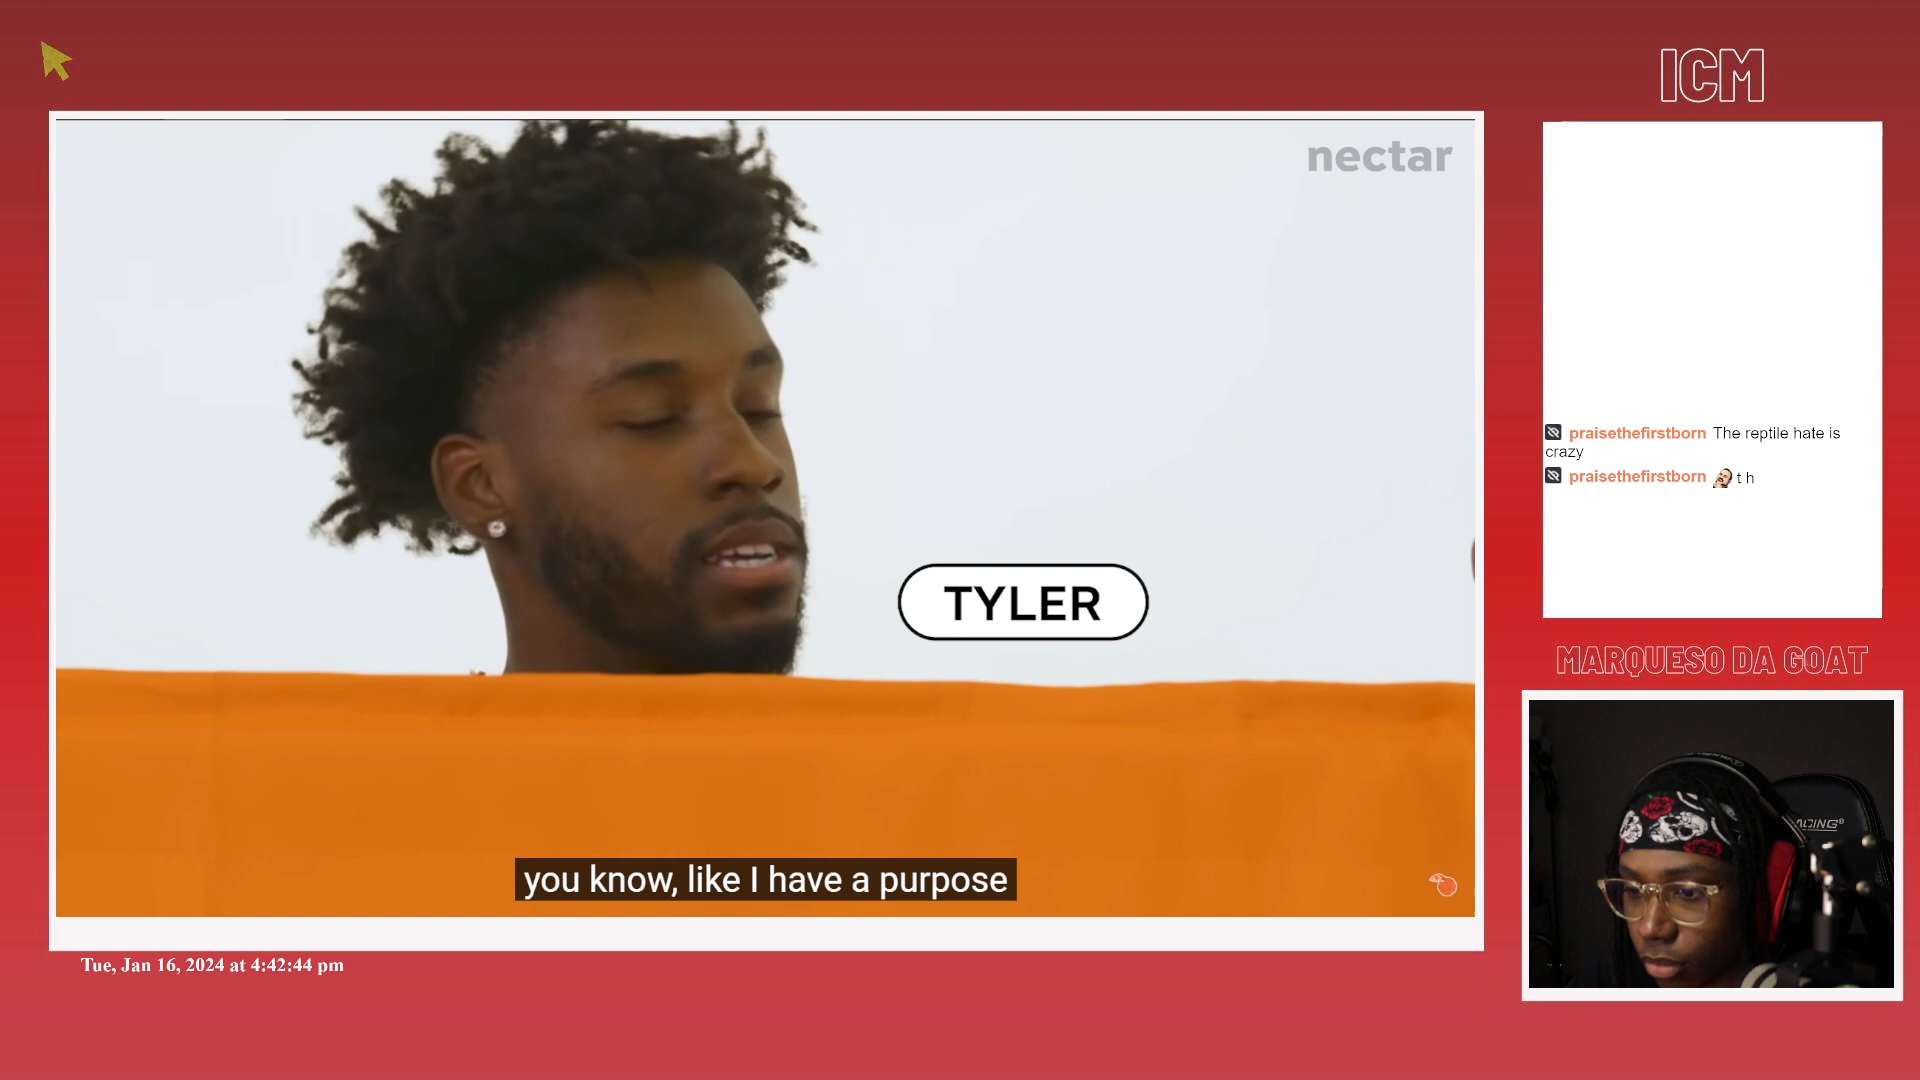 ICM
nectar
praisethefirstborn The reptile hate is
crazy
praisethefirstborn t h
TYLER
MARQUESO DA GOAT
you know, like I have a purpose
Tue, Jan 16, 2024 at 4:42:44 pm